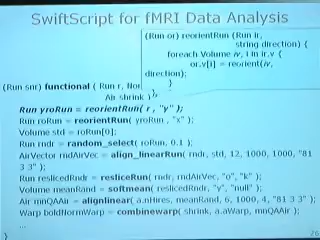 SwiftScript for fMRI Data Analysis
(Run or) reorientRun (Run ir,
string direction) {
foreach Volume iv, i in ir.v {
or.v[i] = reorient(iv,
direction);
}
(Run snr) functional ( Run r,
Air shrink
Run yroRun = reorientRun( r , "y" );
Run roRun = reorientRun( yroRun , "x" );
Volume std = roRun[0];
Run rndr = random_select( roRun, 0.1 );
AirVector rndAirVec = align_linearRun( rndr, std, 12, 1000, 1000, "81
3 3" );
Run reslicedRndr = resliceRun( rndr, rndAirVec, "o", "k" );
Volume meanRand = softmean( reslicedRndr, "y", "null" );
Air mnQAAir = alignlinear( a.nHires, meanRand, 6, 1000, 4, "81 3 3" );
Warp boldNormWarp = combinewarp( shrink, a.aWarp, mnQAAir );
...
}
26